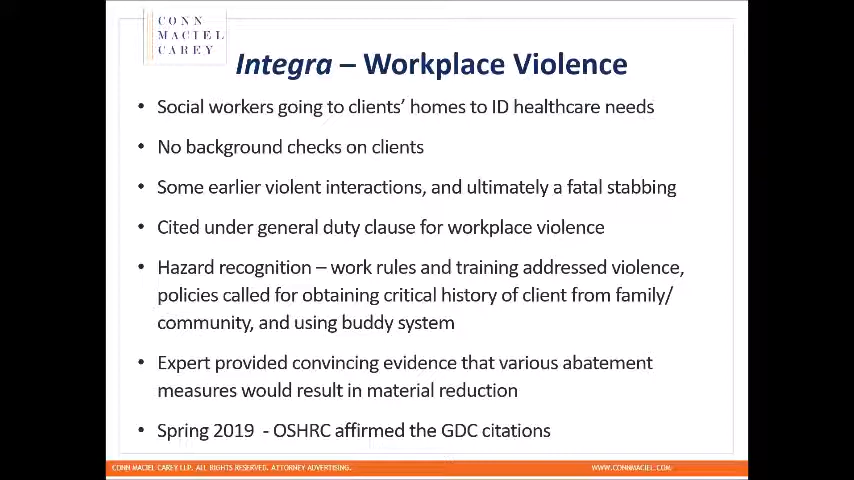 CONN
MACIEL
CAREY
Integra – Workplace Violence
• Social workers going to clients’ homes to ID healthcare needs
• No background checks on clients
• Some earlier violent interactions, and ultimately a fatal stabbing
• Cited under general duty clause for workplace violence
• Hazard recognition – work rules and training addressed violence,
policies called for obtaining critical history of client from family/
community, and using buddy system
• Expert provided convincing evidence that various abatement
measures would result in material reduction
• Spring 2019 - OSHRC affirmed the GDC citations
CONN MACIEL CAREY LLP. ALL RIGHTS RESERVED. ATTORNEY ADVERTISING. WWW.CONNMACIEL.COM